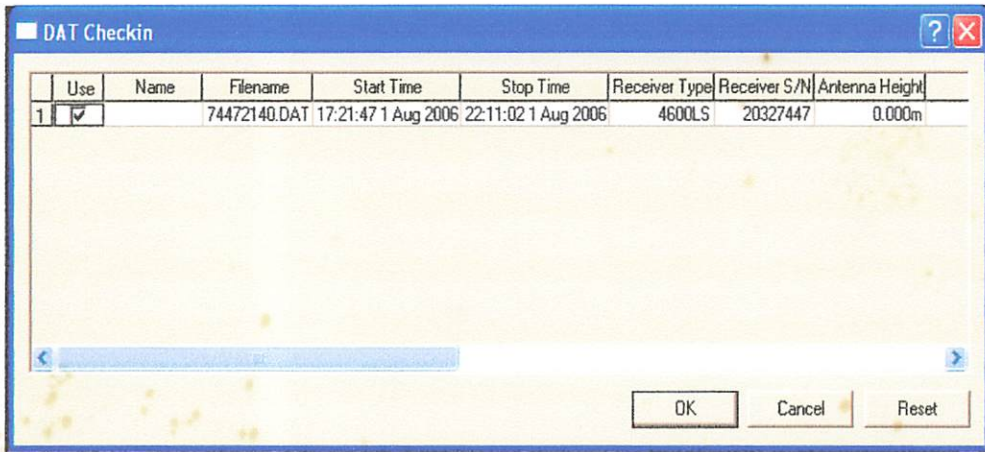 DAT Checkin
Use Name Filename Start Time Stop Time Receiver Type Receiver S/N Antenna Height
1 74472140.DAT 17:21:47 1 Aug 2006 22:11:02 1 Aug 2006 4600LS 20327447 0.000m
OK Cancel Reset